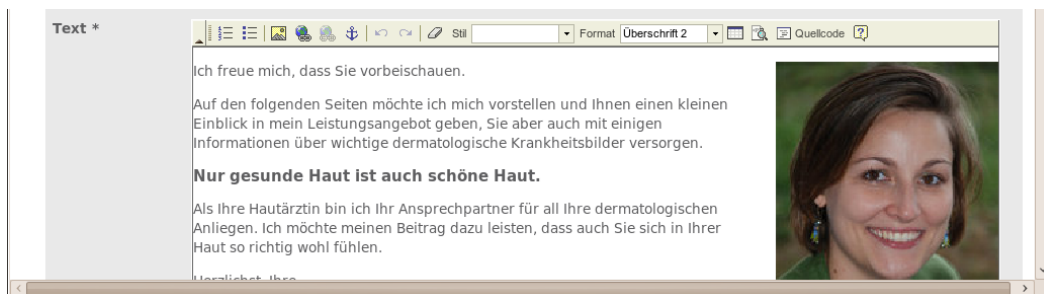 Text *
Stil
Format Überschrift 2
Quellcode
Ich freue mich, dass Sie vorbeischauen.
Auf den folgenden Seiten möchte ich mich vorstellen und Ihnen einen kleinen
Einblick in mein Leistungsangebot geben, Sie aber auch mit einigen
Informationen über wichtige dermatologische Krankheitsbilder versorgen.
Nur gesunde Haut ist auch schöne Haut.
Als Ihre Hautärztin bin ich Ihr Ansprechpartner für all Ihre dermatologischen
Anliegen. Ich möchte meinen Beitrag dazu leisten, dass auch Sie sich in Ihrer
Haut so richtig wohl fühlen.
Herzlichst, Ihre